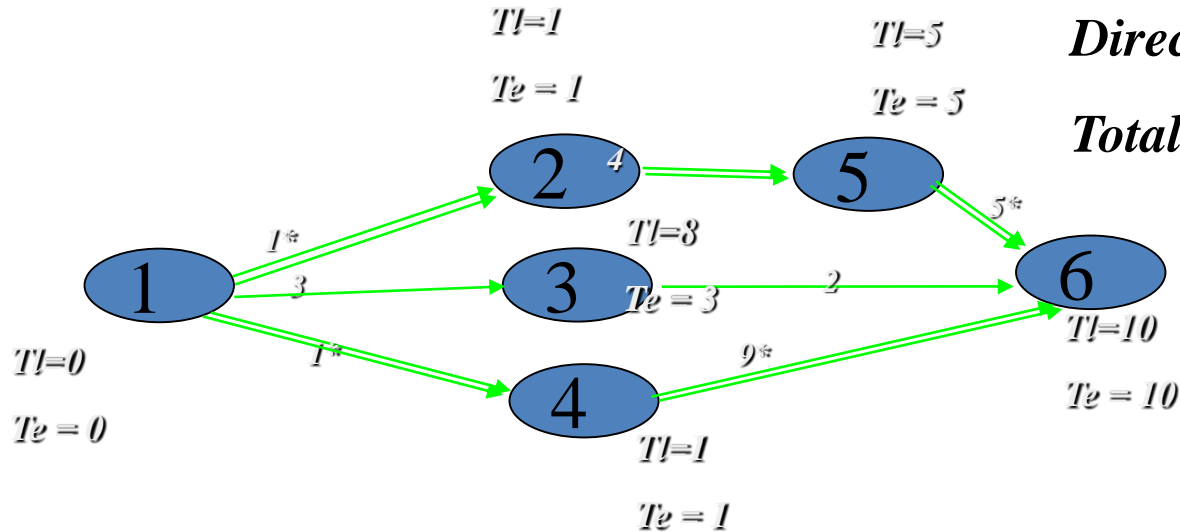 Tl=1
Te = 1
Tl=5
Te = 5
Direc
Total
2
4
5
1*
5*
Tl=8
1
3
3
Te = 3
2
6
Tl=10
Te = 10
Tl=0
Te = 0
1*
9*
4
Tl=1
Te = 1